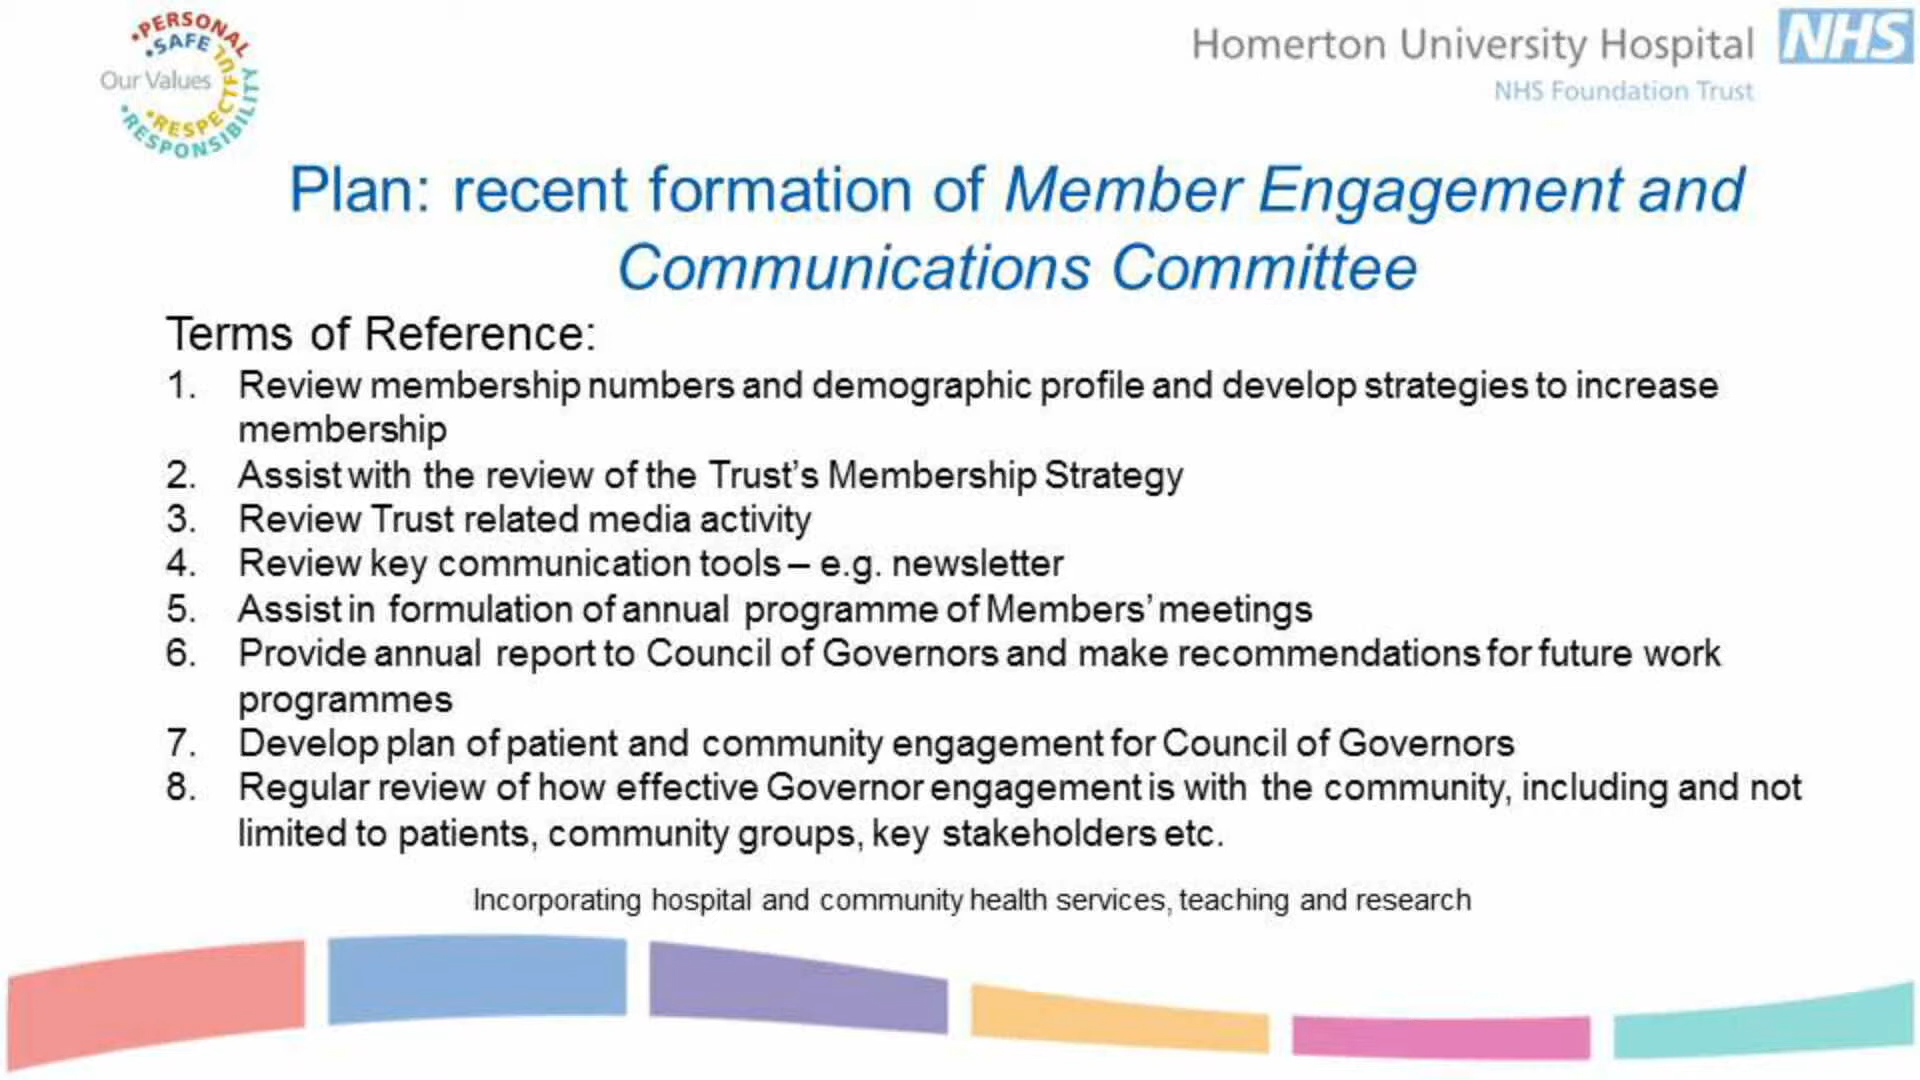 •PERSONAL
•SAFE
Our Values
•RESPECTFUL
•RESPONSIBILITY
Homerton University Hospital NHS
NHS Foundation Trust
Plan: recent formation of Member Engagement and
Communications Committee
Terms of Reference:
1. Review membership numbers and demographic profile and develop strategies to increase
membership
2. Assist with the review of the Trust’s Membership Strategy
3. Review Trust related media activity
4. Review key communication tools – e.g. newsletter
5. Assist in formulation of annual programme of Members’ meetings
6. Provide annual report to Council of Governors and make recommendations for future work
programmes
7. Develop plan of patient and community engagement for Council of Governors
8. Regular review of how effective Governor engagement is with the community, including and not
limited to patients, community groups, key stakeholders etc.
Incorporating hospital and community health services, teaching and research